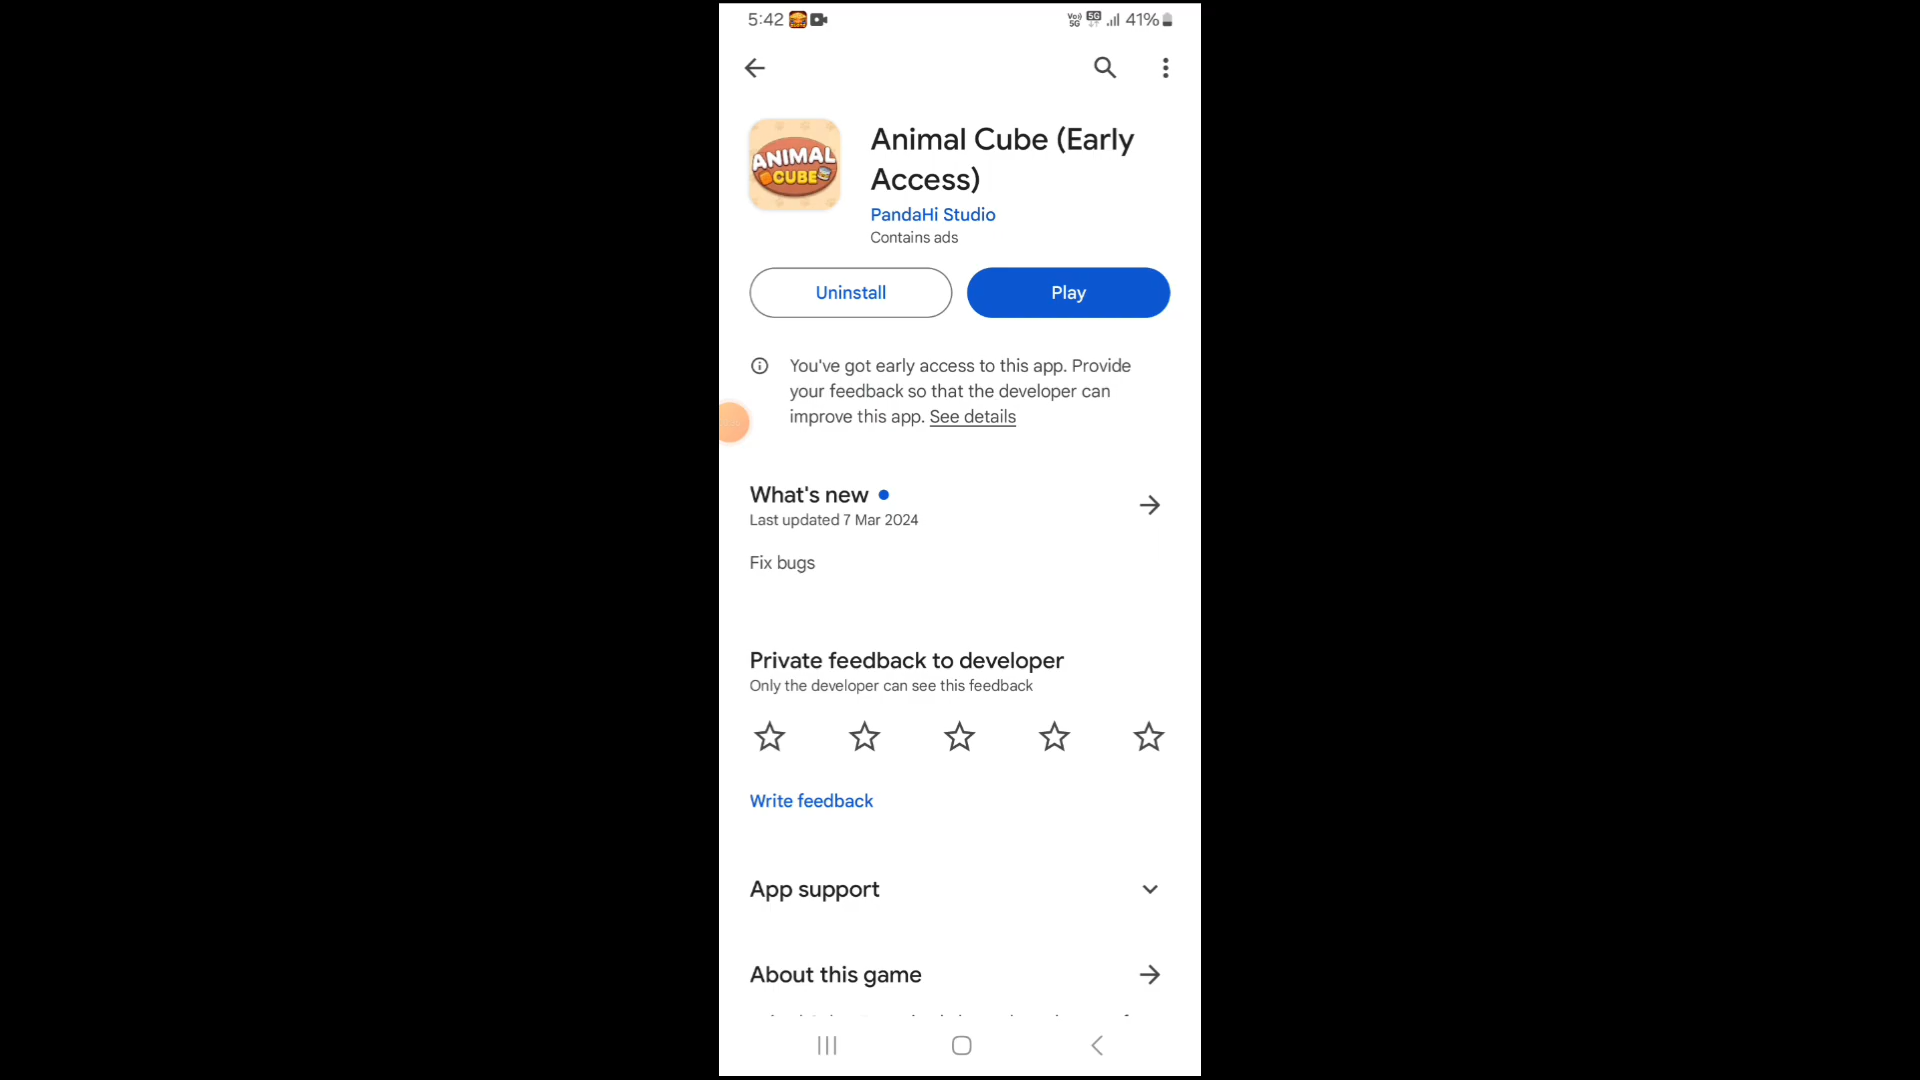 5:42
Vo)) 5G 5G 41%
ANIMAL
CUBE
Animal Cube (Early
Access)
PandaHi Studio
Contains ads
Uninstall
Play
You've got early access to this app. Provide
your feedback so that the developer can
improve this app. See details
What's new
Last updated 7 Mar 2024
Fix bugs
Private feedback to developer
Only the developer can see this feedback
Write feedback
App support
About this game